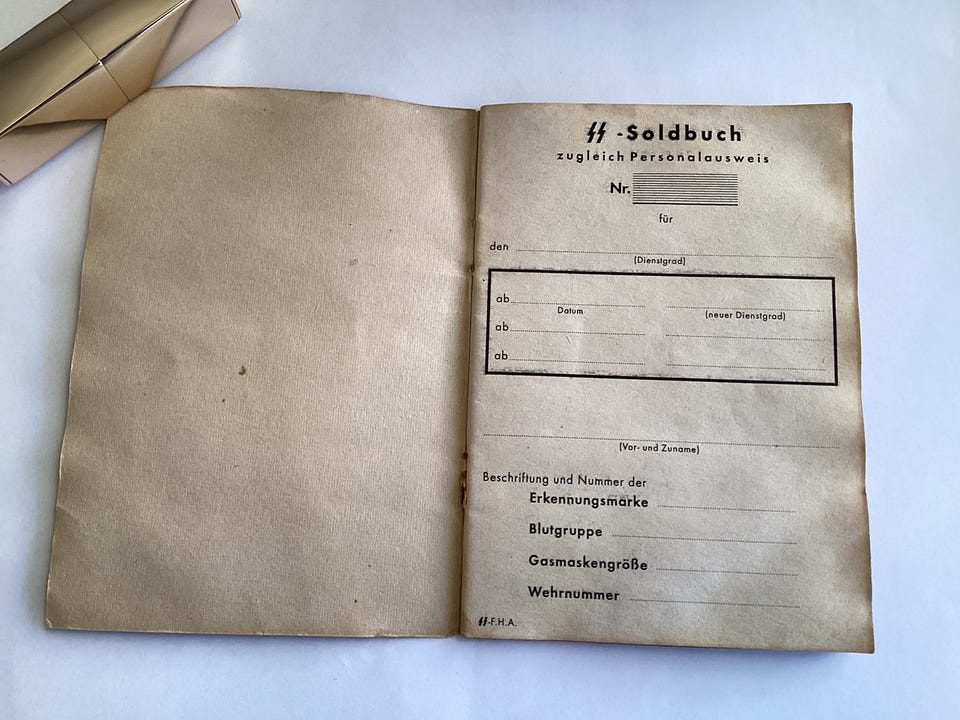 ᛋᛋ-Soldbuch
zugleich Personalausweis
Nr.
für
den
(Dienstgrad)
ab
Datum (neuer Dienstgrad)
ab
ab
(Vor- und Zuname)
Beschriftung und Nummer der
Erkennungsmarke
Blutgruppe
Gasmaskengröße
Wehrnummer
ᛋᛋ-F.H.A.